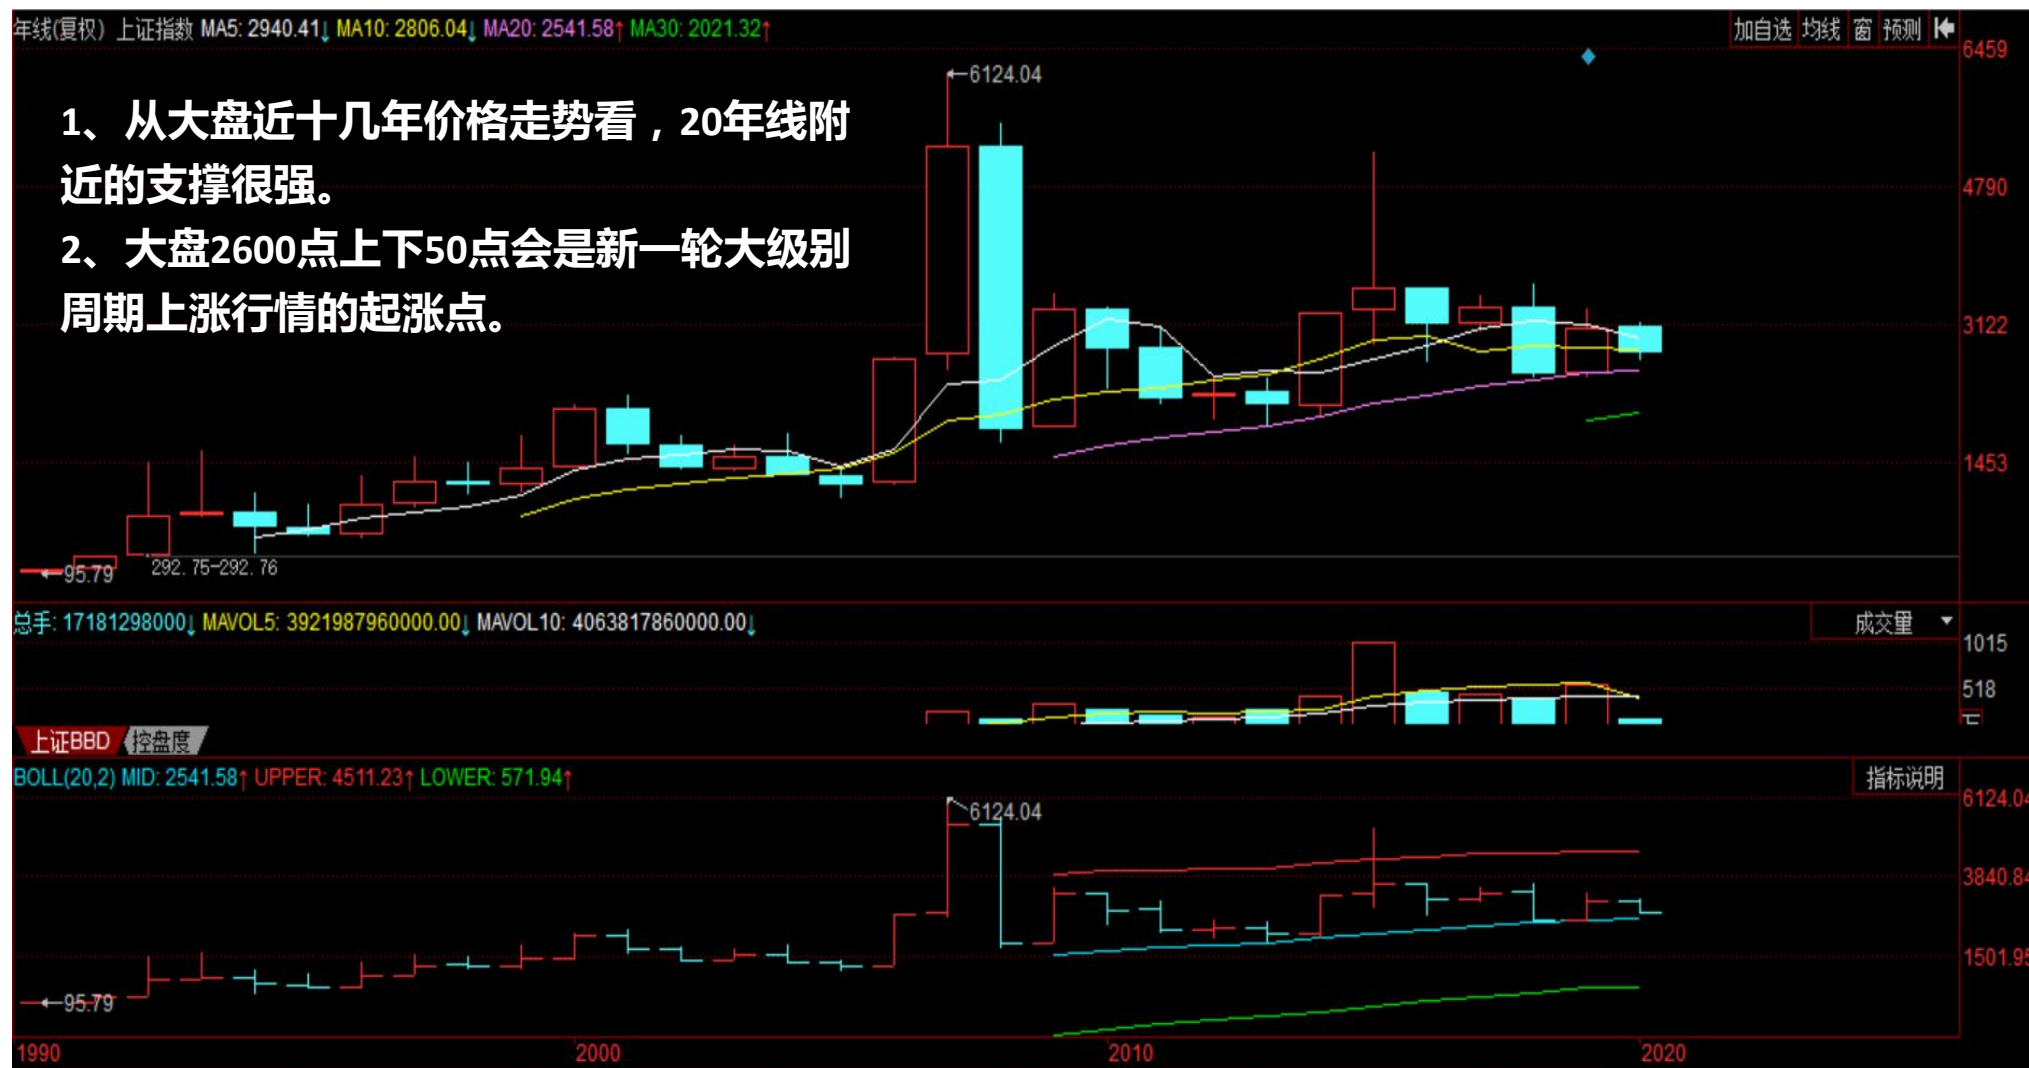 年线(复权) 上证指数 MA5: 2940.41↓ MA10: 2806.04↓ MA20: 2541.58↑ MA30: 2021.32↑
加自选 均线 窗 预测
6459
←6124.04
1、从大盘近十几年价格走势看，20年线附
近的支撑很强。
2、大盘2600点上下50点会是新一轮大级别
周期上涨行情的起涨点。
4790
3122
1453
←95.79
292.75-292.76
总手: 17181298000↓ MAVOL5: 3921987960000.00↓ MAVOL10: 4063817860000.00↓
成交量
1015
518
上证BBD 控盘度
BOLL(20,2) MID: 2541.58↑ UPPER: 4511.23↑ LOWER: 571.94↑
指标说明
6124.04
6124.04
3840.84
1501.95
←95.79
1990 2000 2010 2020